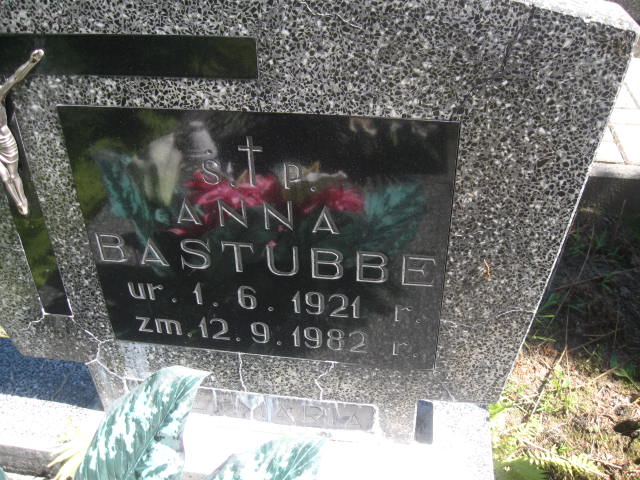 ś. † p.
ANNA
BASTUBBE
ur. 1. 6. 1921 r.
zm. 12. 9. 1982 r.